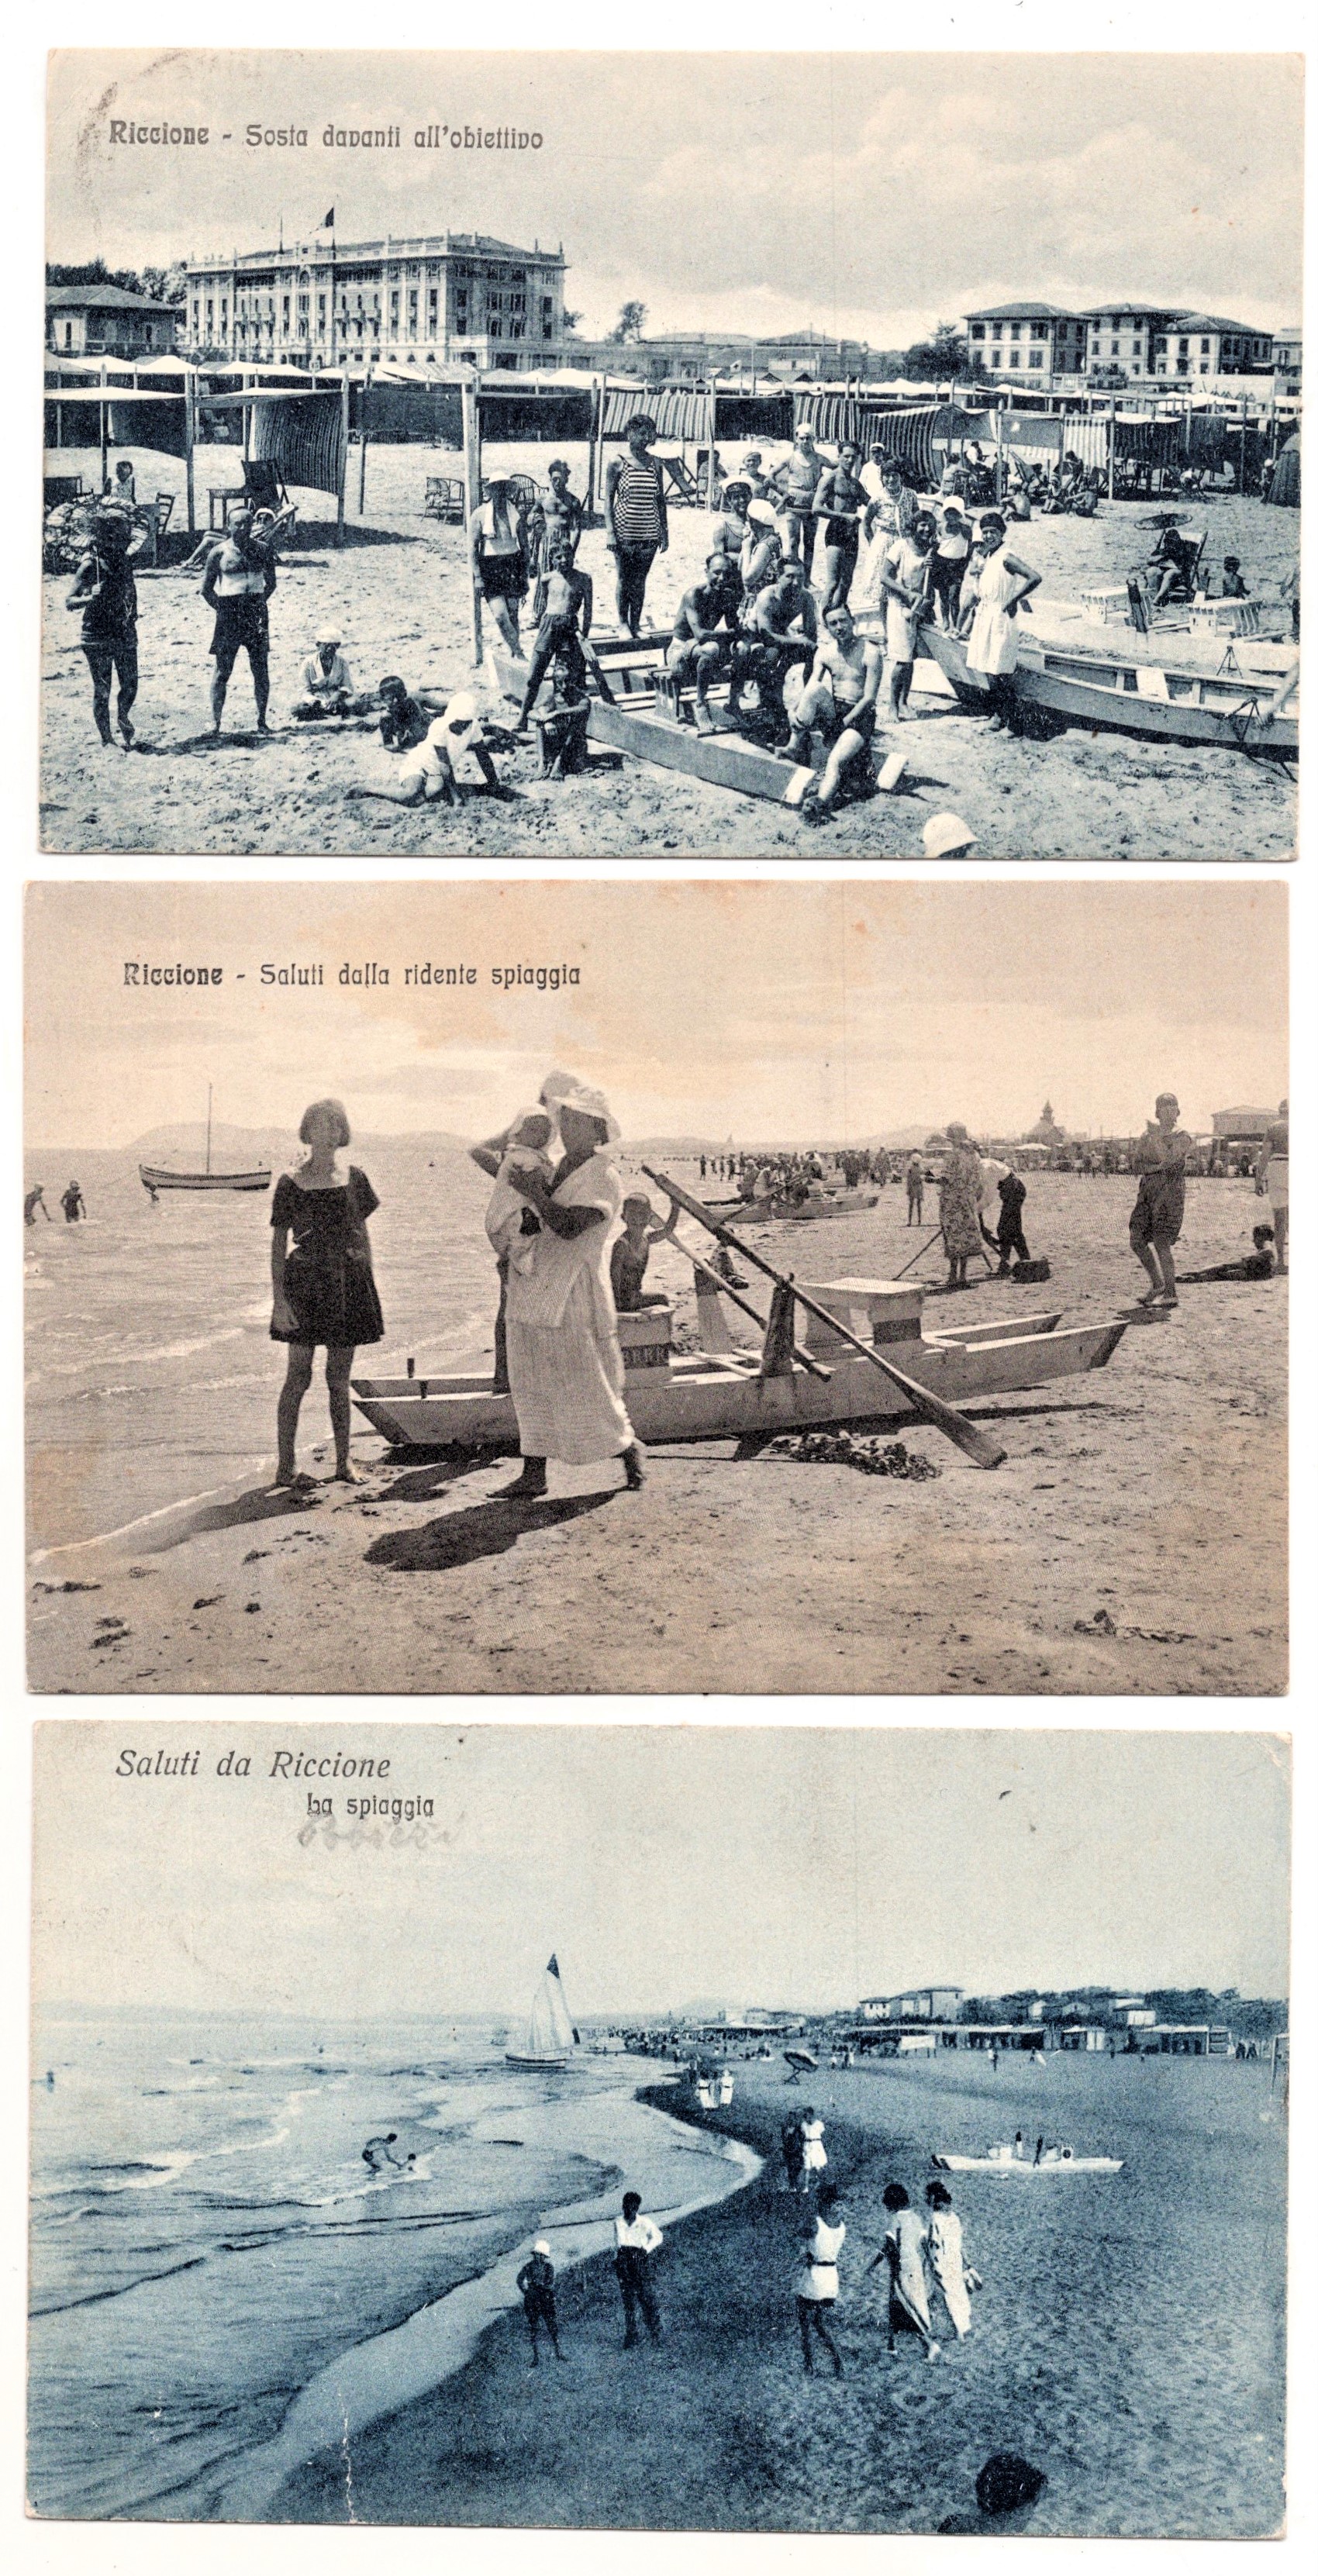 Riccione - Sosta davanti all'obiettivo
Riccione - Saluti dalla ridente spiaggia
Saluti da Riccione
La spiaggia